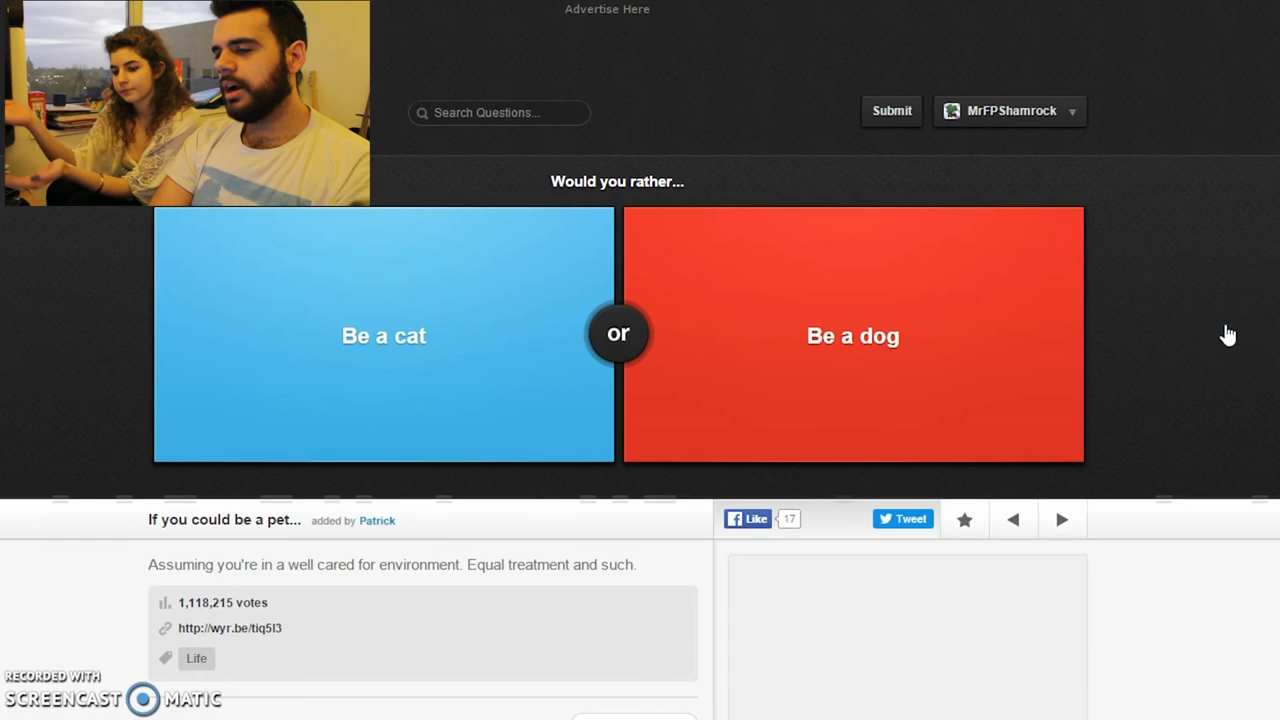 Advertise Here
Search Questions...
Submit
MrFPShamrock
Would you rather...
Be a cat
or
Be a dog
If you could be a pet... added by Patrick
Like 17
Tweet
Assuming you're in a well cared for environment. Equal treatment and such.
1,118,215 votes
http://wyr.be/tiq5I3
Life
RECORDED WITH
SCREENCAST MATIC